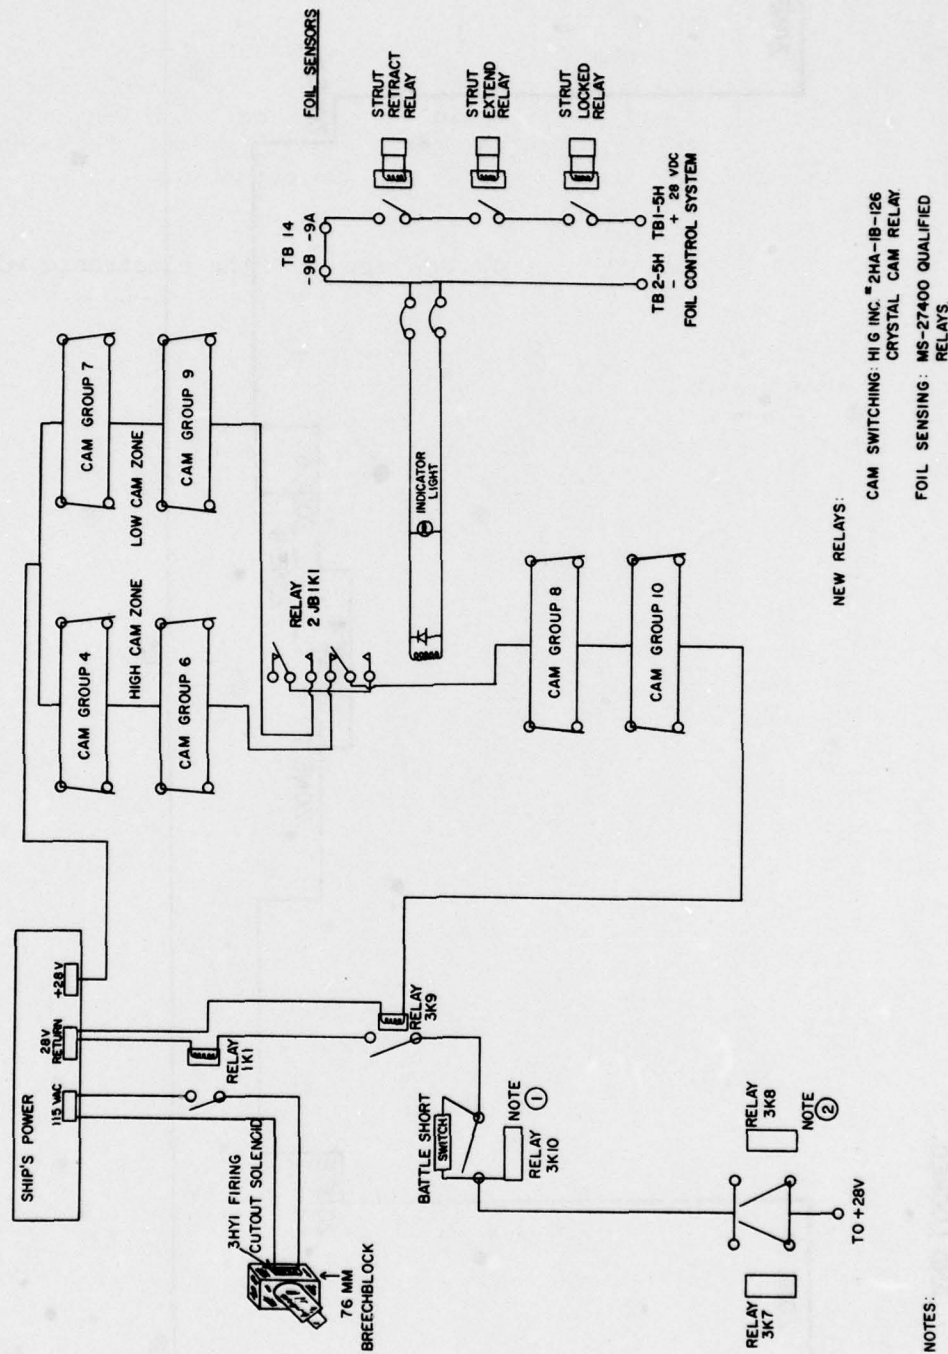 SHIP'S POWER
115 VAC
28V
RETURN
+28V
3HY1 FIRING
CUTOUT SOLENOID
76 MM
BREECHBLOCK
RELAY
1K1
RELAY
3K9
BATTLE SHORT
SWITCH
RELAY
3K10
NOTE
1
RELAY
3K7
RELAY
3K8
NOTE
2
TO +28V
CAM GROUP 4
CAM GROUP 6
HIGH CAM ZONE
LOW CAM ZONE
CAM GROUP 7
CAM GROUP 9
RELAY
2 JB1K1
CAM GROUP 8
CAM GROUP 10
INDICATOR
LIGHT
TB 14
-9B -9A
FOIL SENSORS
STRUT
RETRACT
RELAY
STRUT
EXTEND
RELAY
STRUT
LOCKED
RELAY
TB2-5H TB1-5H
- + 28 VDC
FOIL CONTROL SYSTEM
NEW RELAYS:
CAM SWITCHING: HI G INC. #2HA-1B-126
CRYSTAL CAM RELAY.
FOIL SENSING: MS-27400 QUALIFIED
RELAYS
NOTES: